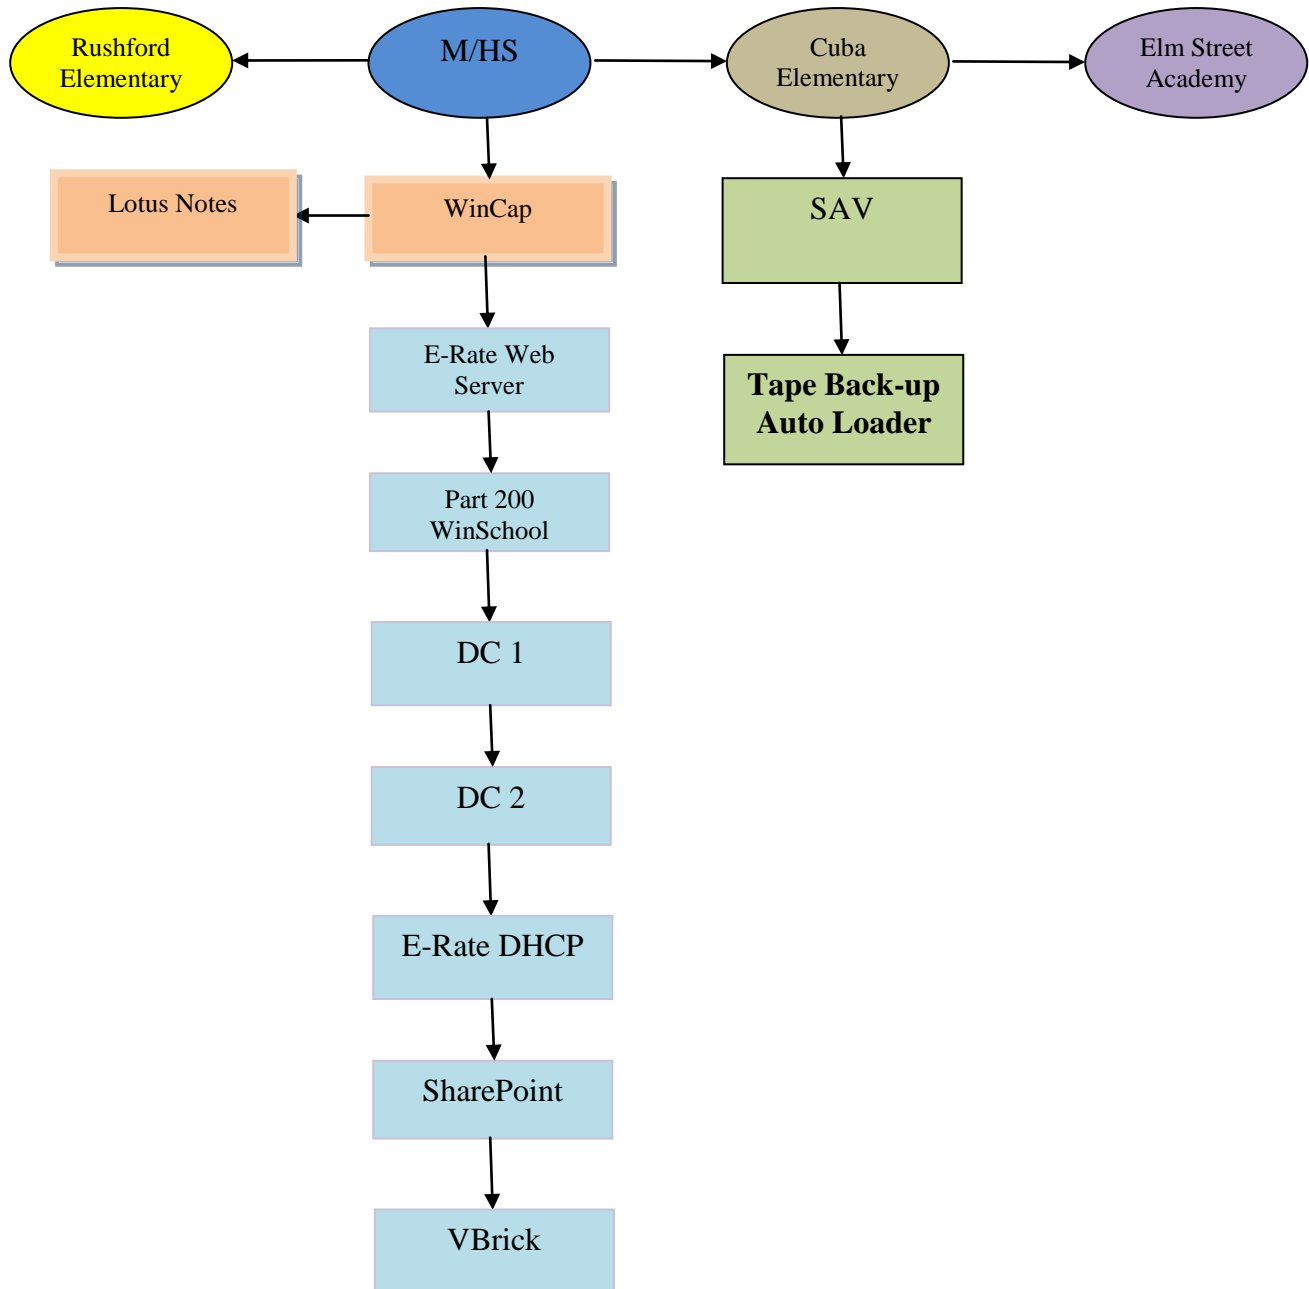 Rushford
Elementary
M/HS
Cuba
Elementary
Elm Street
Academy
Lotus Notes
WinCap
SAV
E-Rate Web
Server
Tape Back-up
Auto Loader
Part 200
WinSchool
DC 1
DC 2
E-Rate DHCP
SharePoint
VBrick